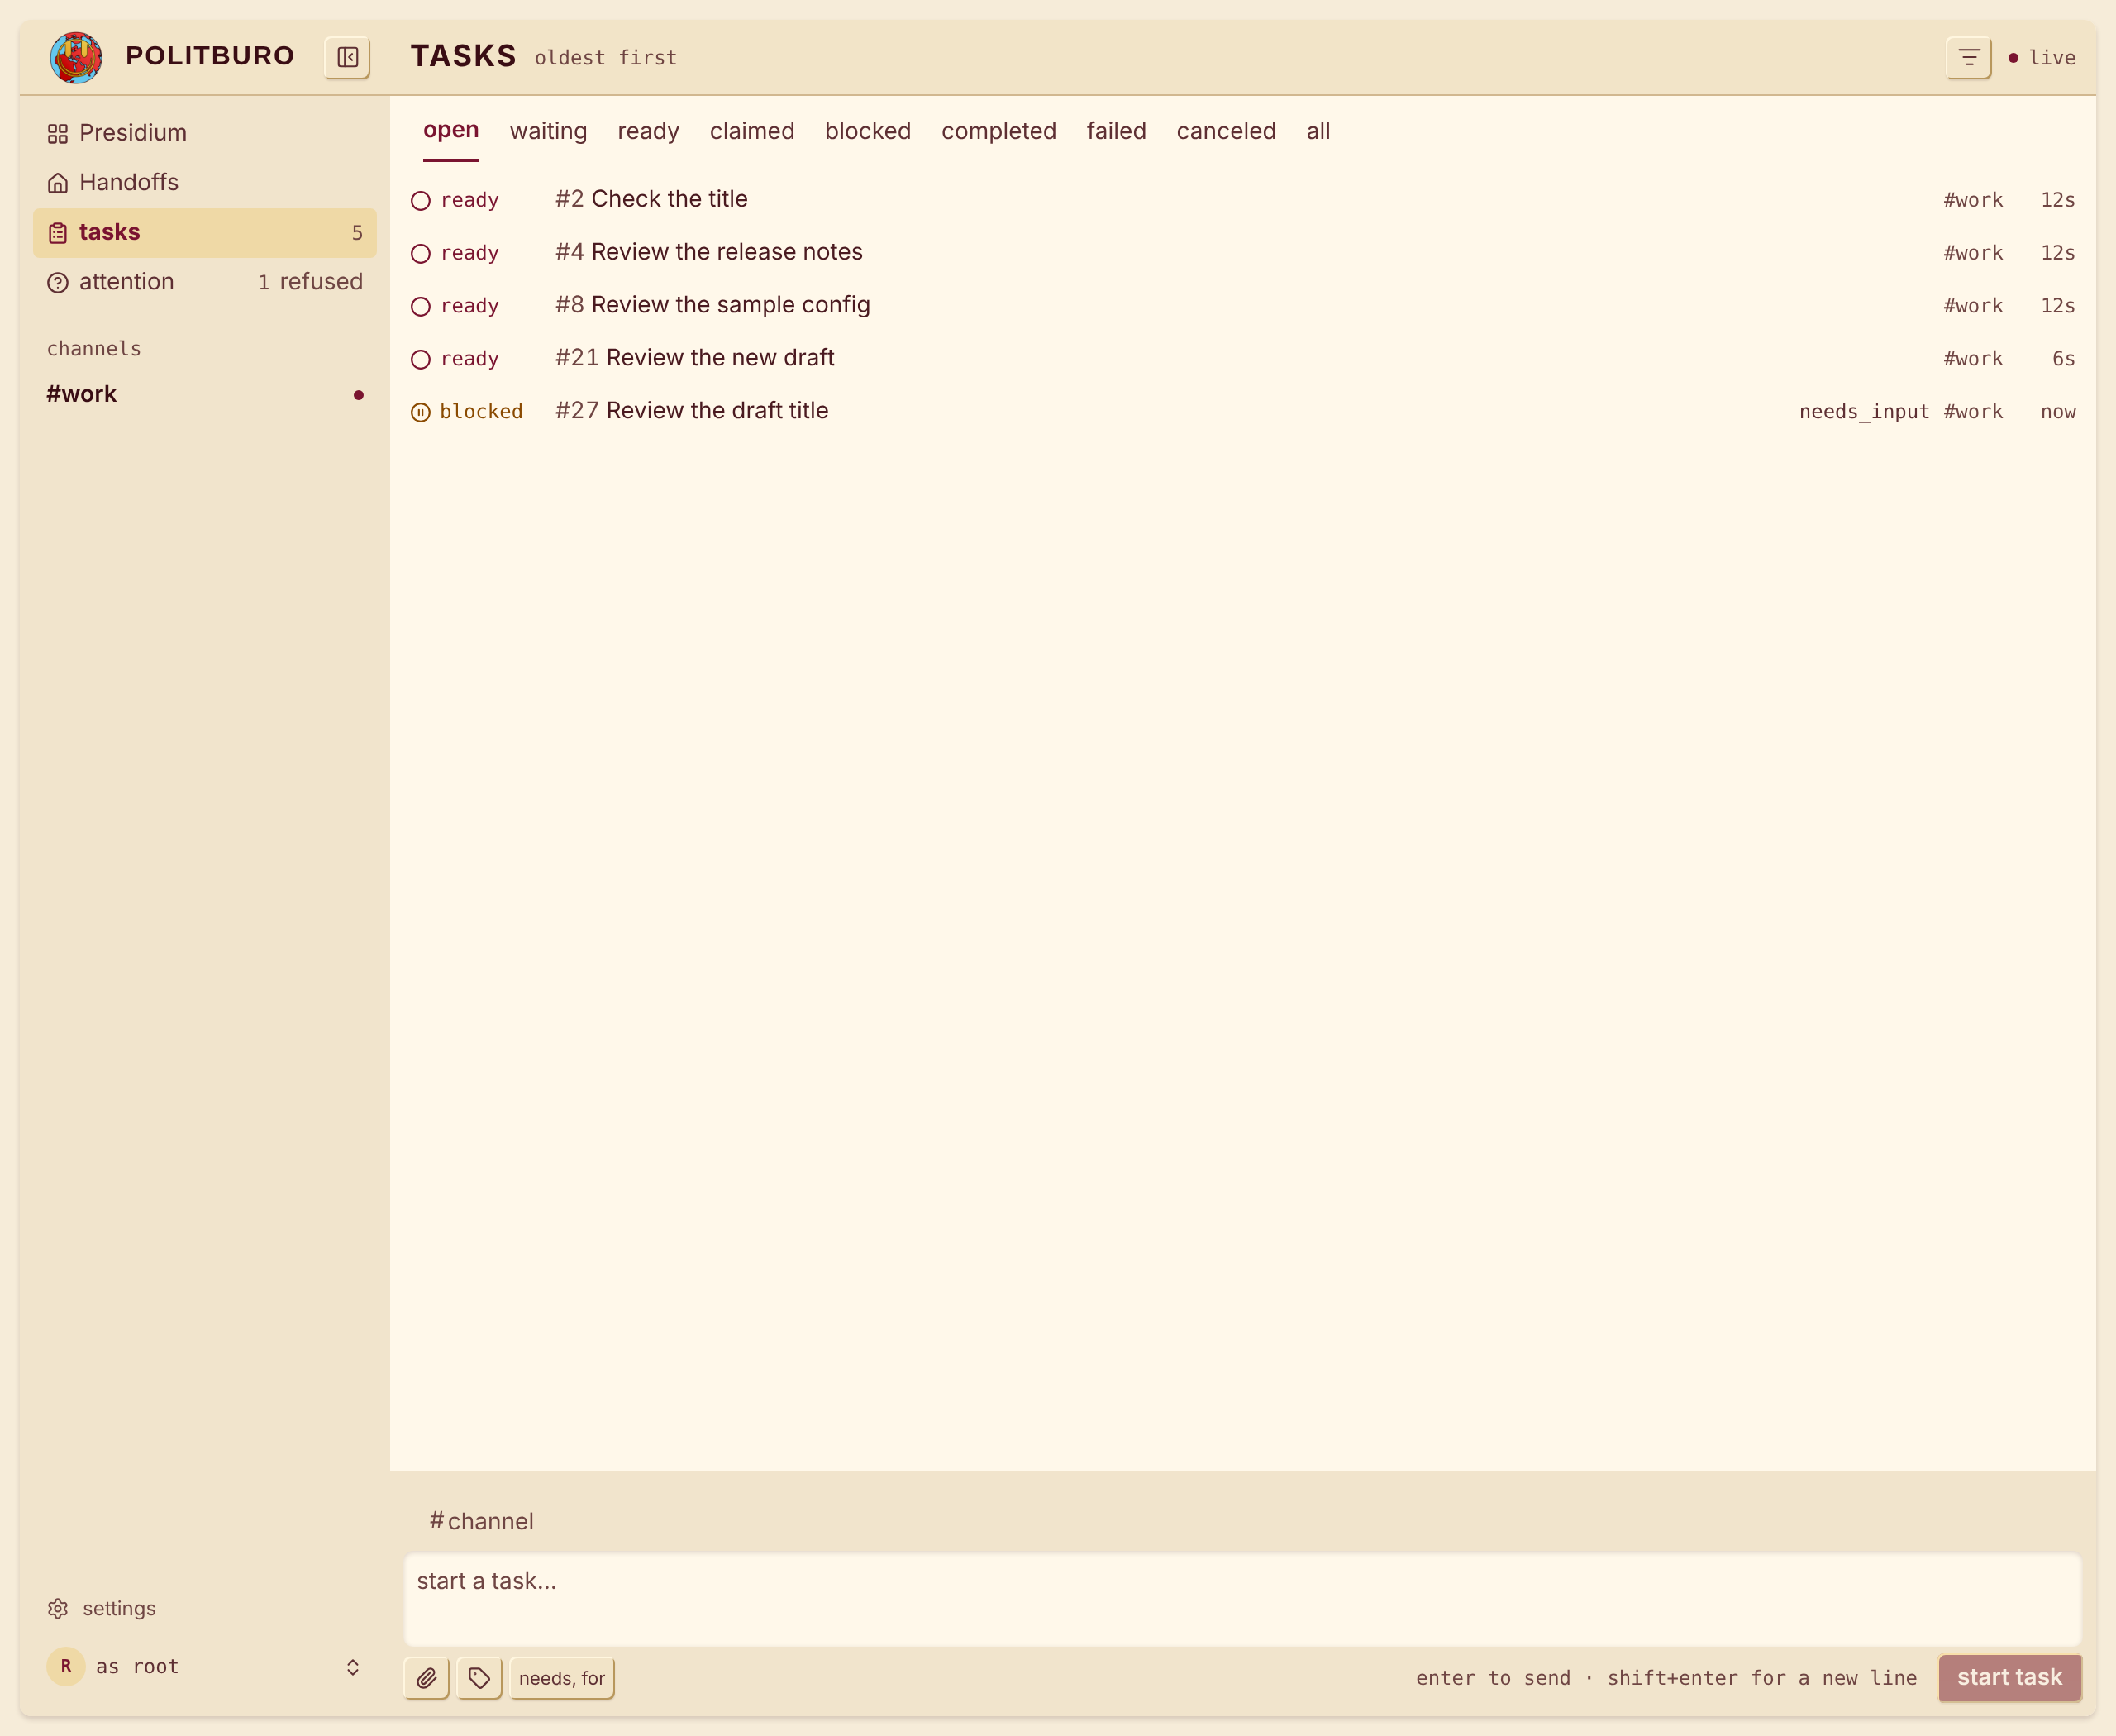 POLITBURO
TASKS oldest first
live
Presidium
Handoffs
tasks 5
attention 1 refused
channels
#work
open waiting ready claimed blocked completed failed canceled all
ready #2 Check the title #work 12s
ready #4 Review the release notes #work 12s
ready #8 Review the sample config #work 12s
ready #21 Review the new draft #work 6s
blocked #27 Review the draft title needs_input #work now
# channel
start a task...
settings
R as root
needs, for
enter to send · shift+enter for a new line
start task